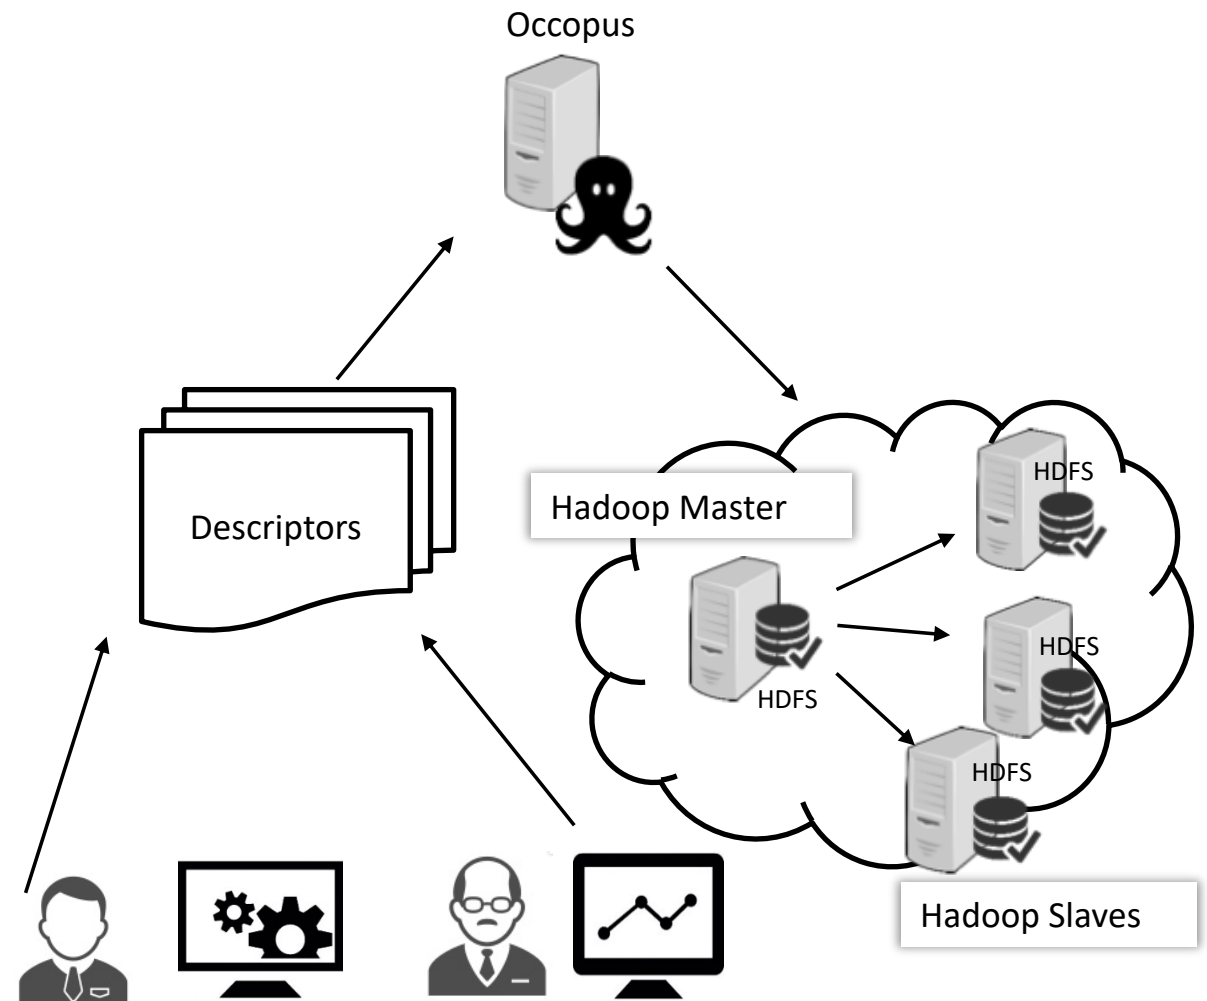 Occopus
HDFS
Hadoop Master
Descriptors
HDFS
HDFS
HDFS
Hadoop Slaves